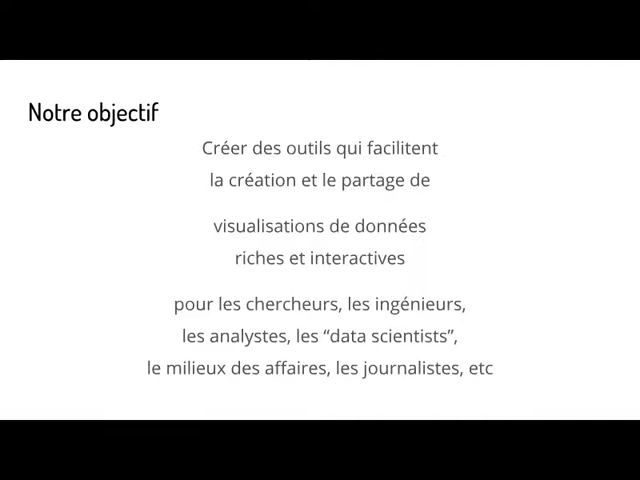 Notre objectif
Créer des outils qui facilitent
la création et le partage de
visualisations de données
riches et interactives
pour les chercheurs, les ingénieurs,
les analystes, les “data scientists”,
le milieu des affaires, les journalistes, etc